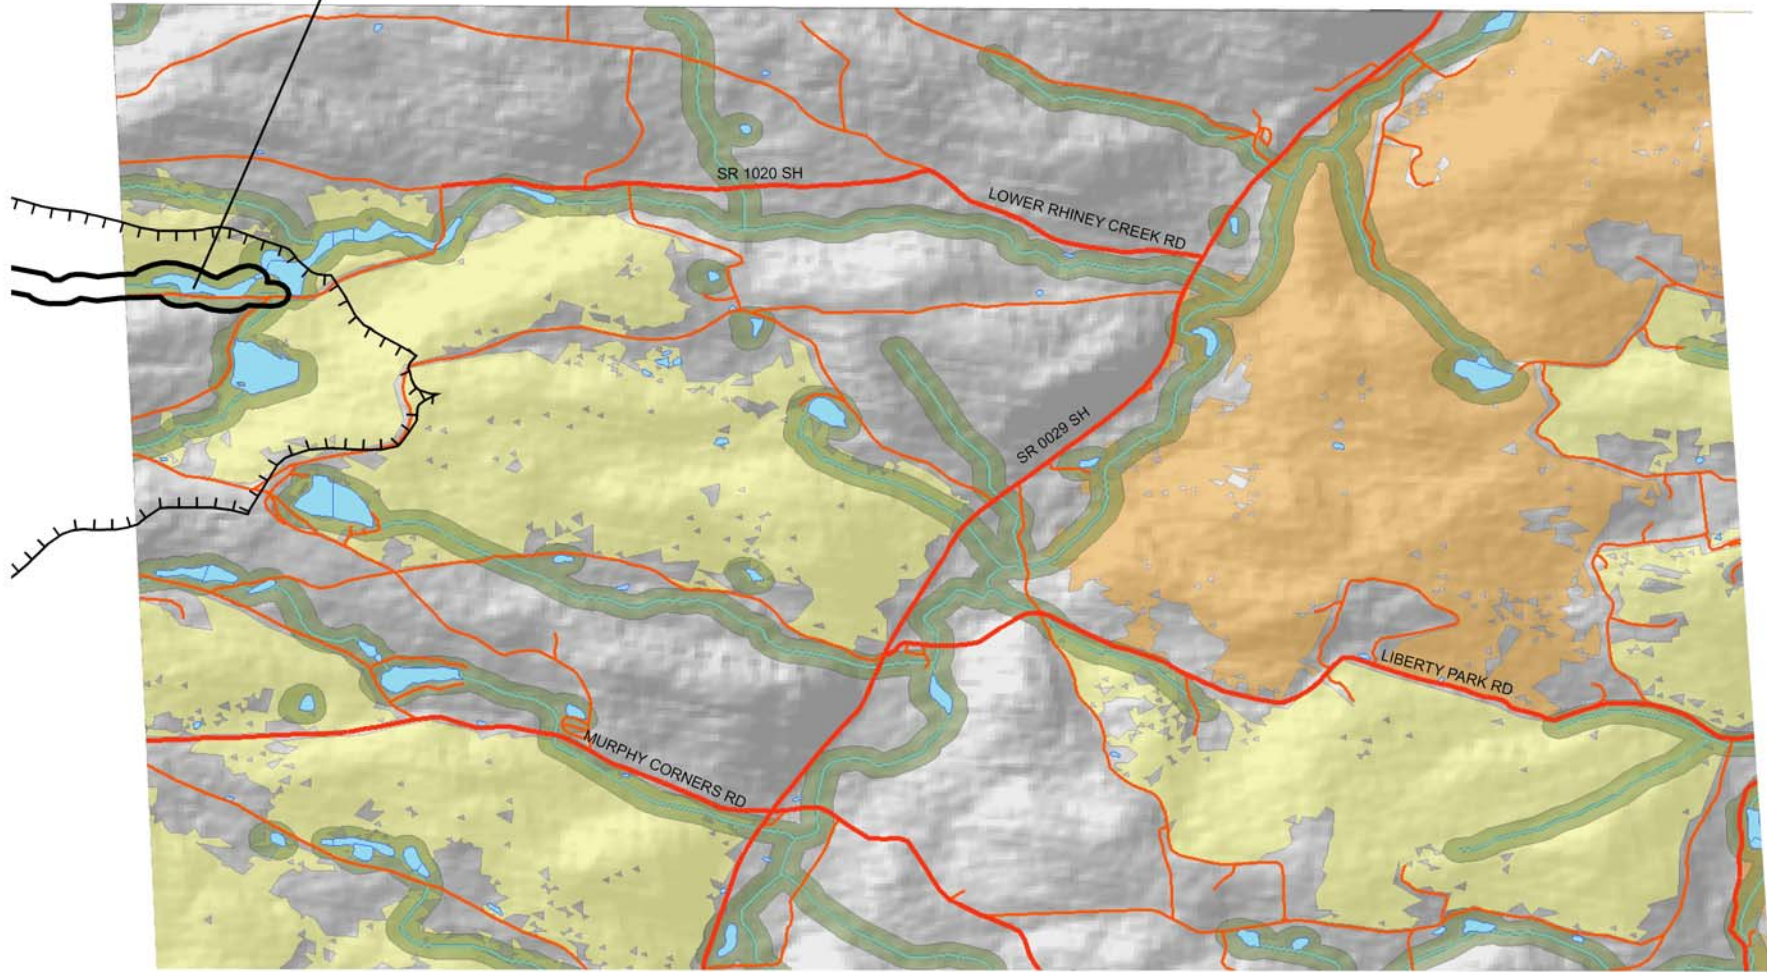 SR 1020 SH
LOWER RHINEY CREEK RD
SR 0029 SH
LIBERTY PARK RD
MURPHY CORNERS RD